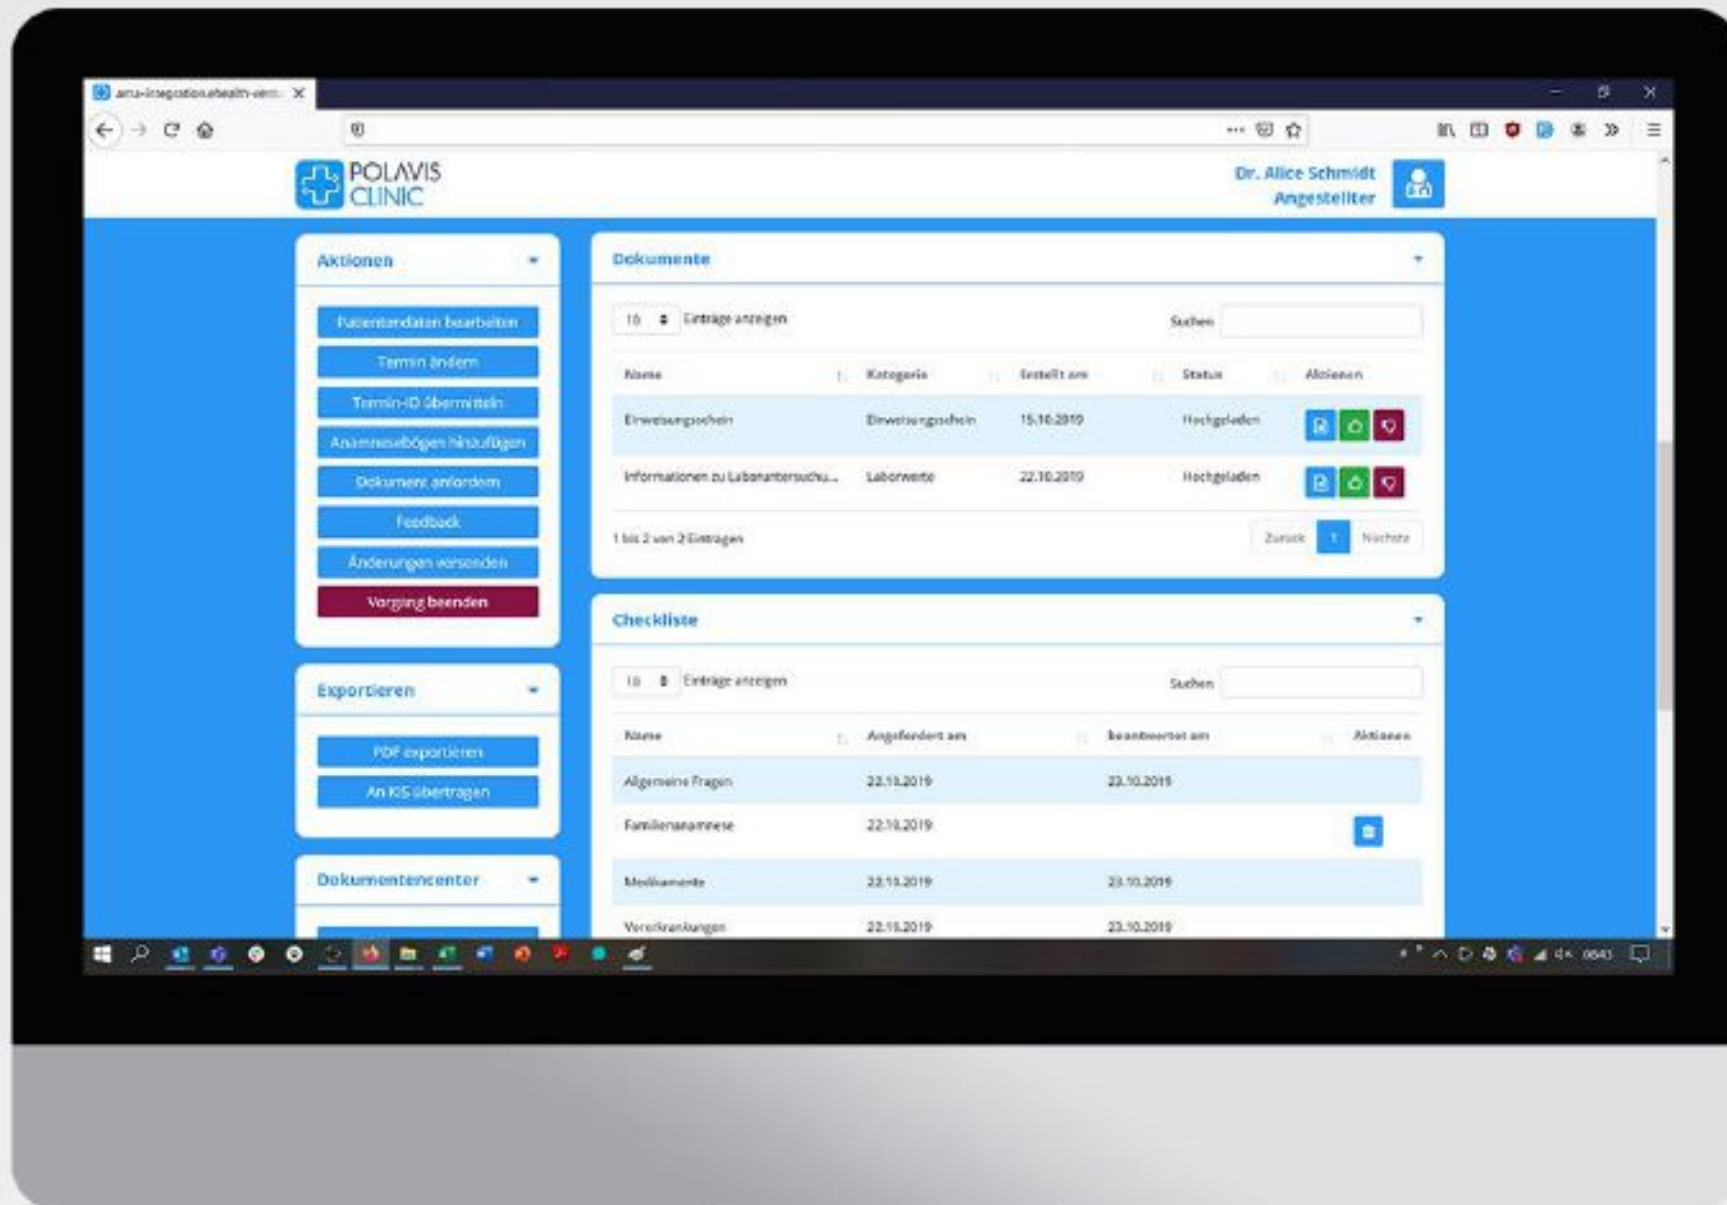 POLAVIS
CLINIC
Dr. Alice Schmidt
Angestellter
Aktionen
Patientendaten bearbeiten
Termin ändern
Termin-ID übermitteln
Anamnesebögen hinzufügen
Dokument anfordern
Feedback
Änderungen versenden
Vorgang beenden
Exportieren
PDF exportieren
An KIS übertragen
Dokumentencenter
Dokumente
10 Einträge anzeigen Suchen
Name Kategorie Erstellt am Status Aktionen
Einweisungsschein Einweisungsschein 15.10.2019 Hochgeladen
Informationen zu Laboruntersuchu... Laborwerte 22.10.2019 Hochgeladen
1 bis 2 von 2 Einträgen Zurück 1 Nächste
Checkliste
10 Einträge anzeigen Suchen
Name Angefordert am beantwortet am Aktionen
Allgemeine Fragen 22.10.2019 23.10.2019
Familienanamnese 22.10.2019
Medikamente 22.10.2019 23.10.2019
Vorerkrankungen 22.10.2019 23.10.2019